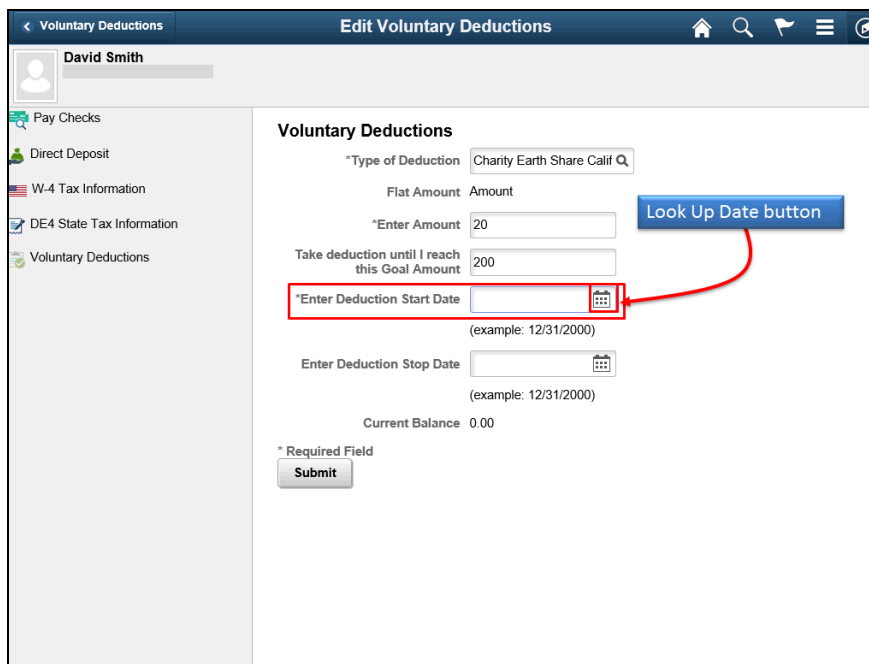 Voluntary Deductions
Edit Voluntary Deductions
David Smith
Pay Checks
Direct Deposit
W-4 Tax Information
DE4 State Tax Information
Voluntary Deductions
Voluntary Deductions
*Type of Deduction Charity Earth Share Calif
Flat Amount Amount
*Enter Amount 20
Look Up Date button
Take deduction until I reach
this Goal Amount 200
*Enter Deduction Start Date
(example: 12/31/2000)
Enter Deduction Stop Date
(example: 12/31/2000)
Current Balance 0.00
* Required Field
Submit